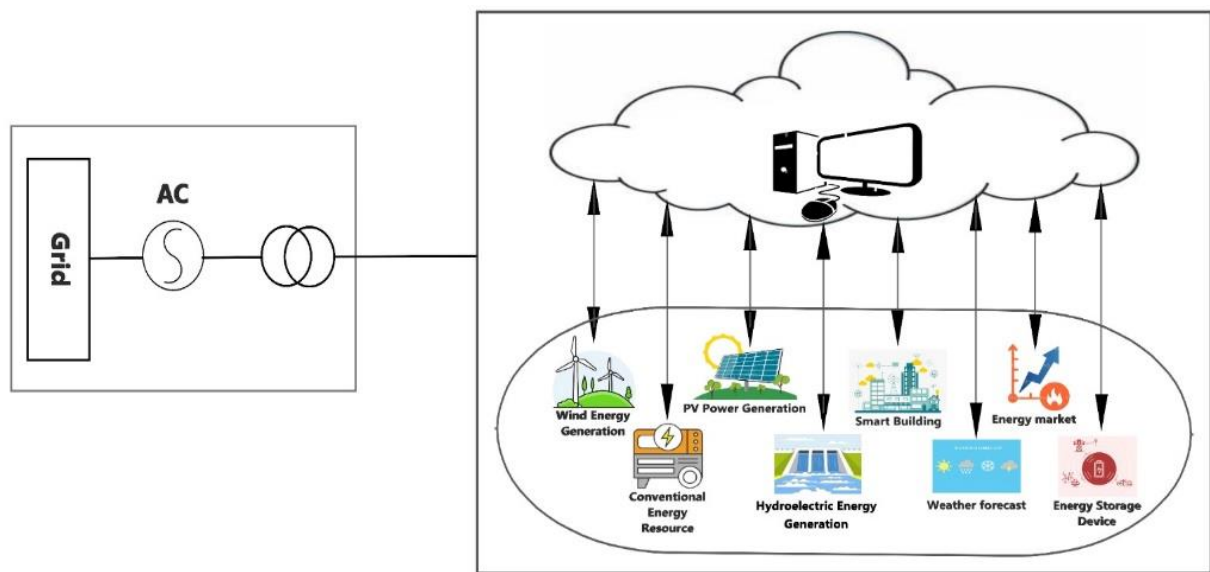 AC
Grid
Wind Energy
Generation
PV Power Generation
Smart Building
Energy market
Conventional
Energy
Resource
Hydroelectric Energy
Generation
Weather forecast
Energy Storage
Device